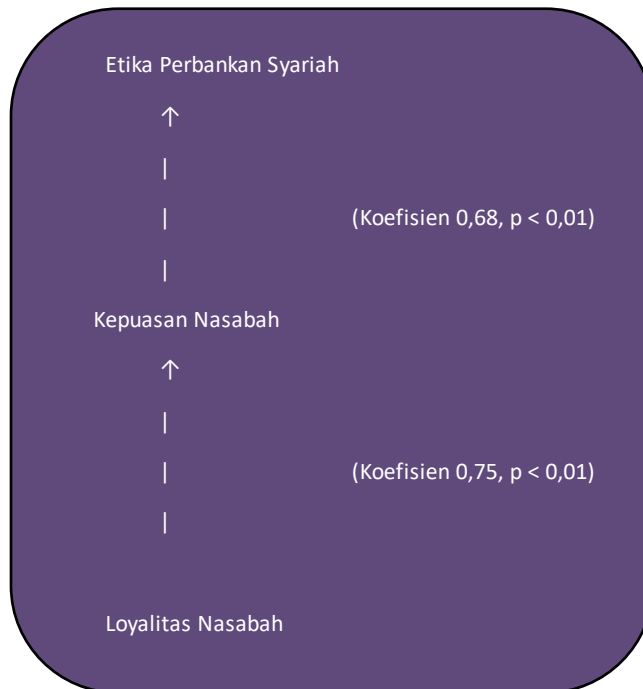 Etika Perbankan Syariah
↑
|
| (Koefisien 0,68, p < 0,01)
|
Kepuasan Nasabah
↑
|
| (Koefisien 0,75, p < 0,01)
|
Loyalitas Nasabah